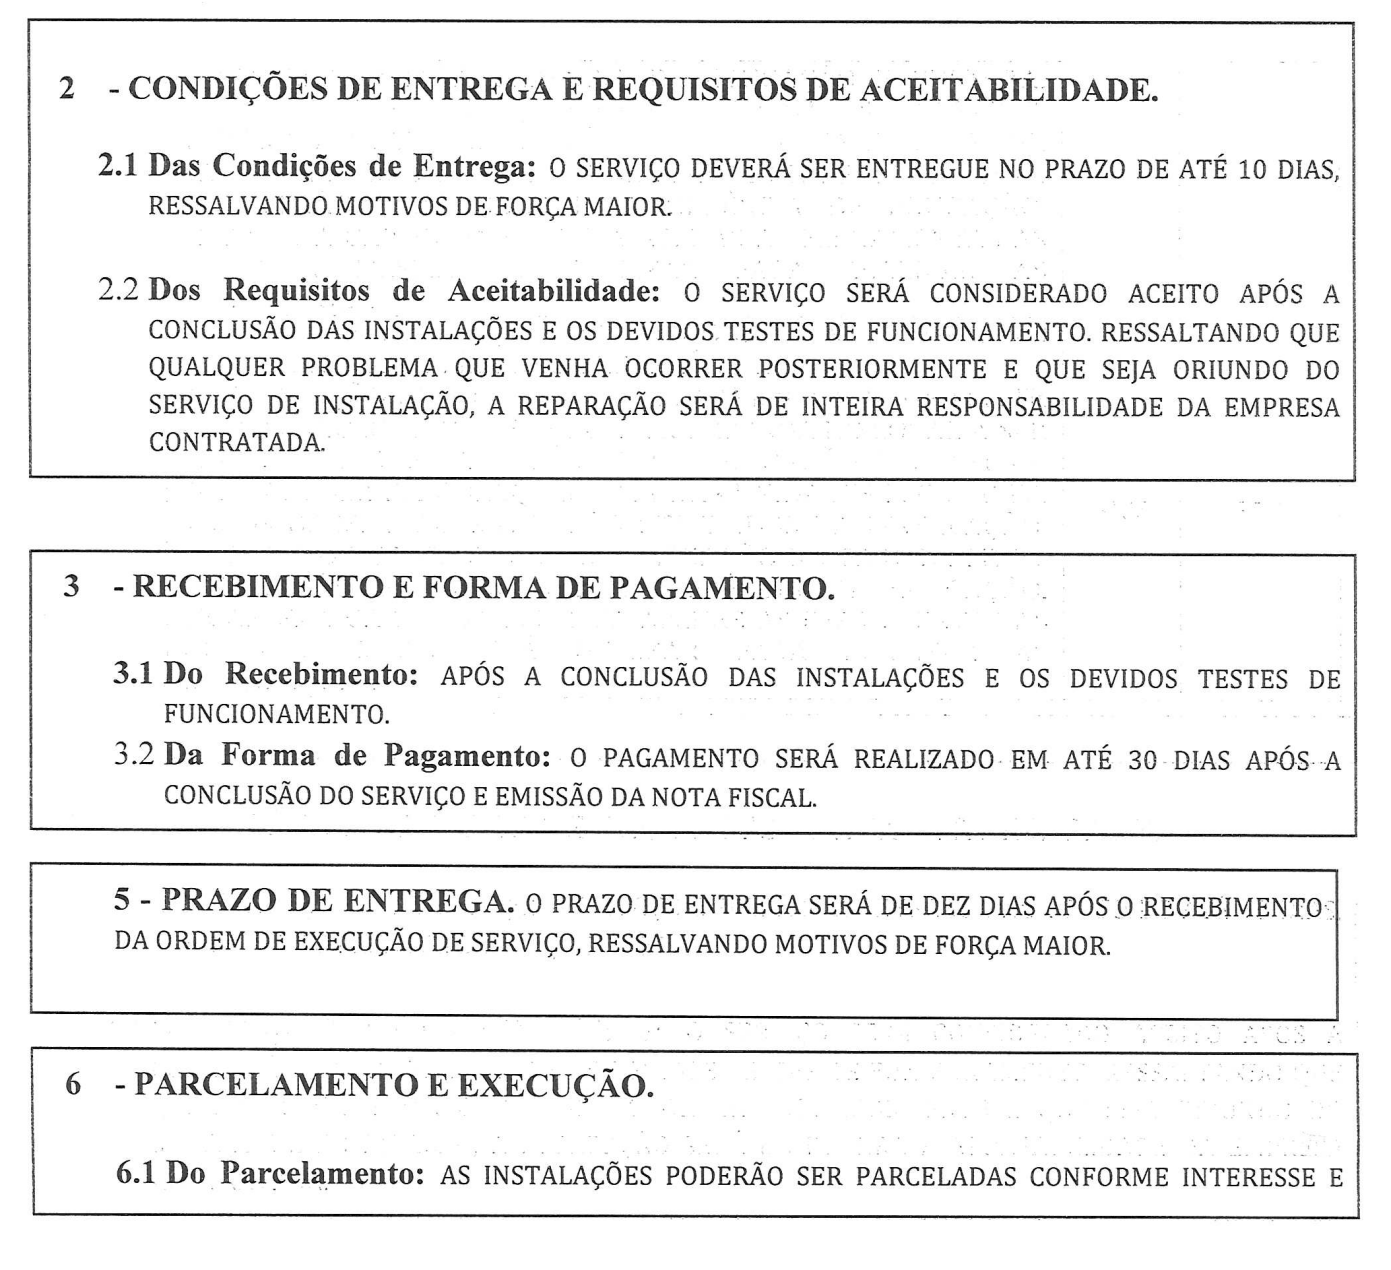 2 - CONDIÇÕES DE ENTREGA E REQUISITOS DE ACEITABILIDADE.
2.1 Das Condições de Entrega: O SERVIÇO DEVERÁ SER ENTREGUE NO PRAZO DE ATÉ 10 DIAS,
RESSALVANDO MOTIVOS DE FORÇA MAIOR.
2.2 Dos Requisitos de Aceitabilidade: O SERVIÇO SERÁ CONSIDERADO ACEITO APÓS A
CONCLUSÃO DAS INSTALAÇÕES E OS DEVIDOS TESTES DE FUNCIONAMENTO. RESSALTANDO QUE
QUALQUER PROBLEMA QUE VENHA OCORRER POSTERIORMENTE E QUE SEJA ORIUNDO DO
SERVIÇO DE INSTALAÇÃO, A REPARAÇÃO SERÁ DE INTEIRA RESPONSABILIDADE DA EMPRESA
CONTRATADA.
3 - RECEBIMENTO E FORMA DE PAGAMENTO.
3.1 Do Recebimento: APÓS A CONCLUSÃO DAS INSTALAÇÕES E OS DEVIDOS TESTES DE
FUNCIONAMENTO.
3.2 Da Forma de Pagamento: O PAGAMENTO SERÁ REALIZADO EM ATÉ 30 DIAS APÓS A
CONCLUSÃO DO SERVIÇO E EMISSÃO DA NOTA FISCAL.
5 - PRAZO DE ENTREGA. O PRAZO DE ENTREGA SERÁ DE DEZ DIAS APÓS O RECEBIMENTO
DA ORDEM DE EXECUÇÃO DE SERVIÇO, RESSALVANDO MOTIVOS DE FORÇA MAIOR.
6 - PARCELAMENTO E EXECUÇÃO.
6.1 Do Parcelamento: AS INSTALAÇÕES PODERÃO SER PARCELADAS CONFORME INTERESSE E